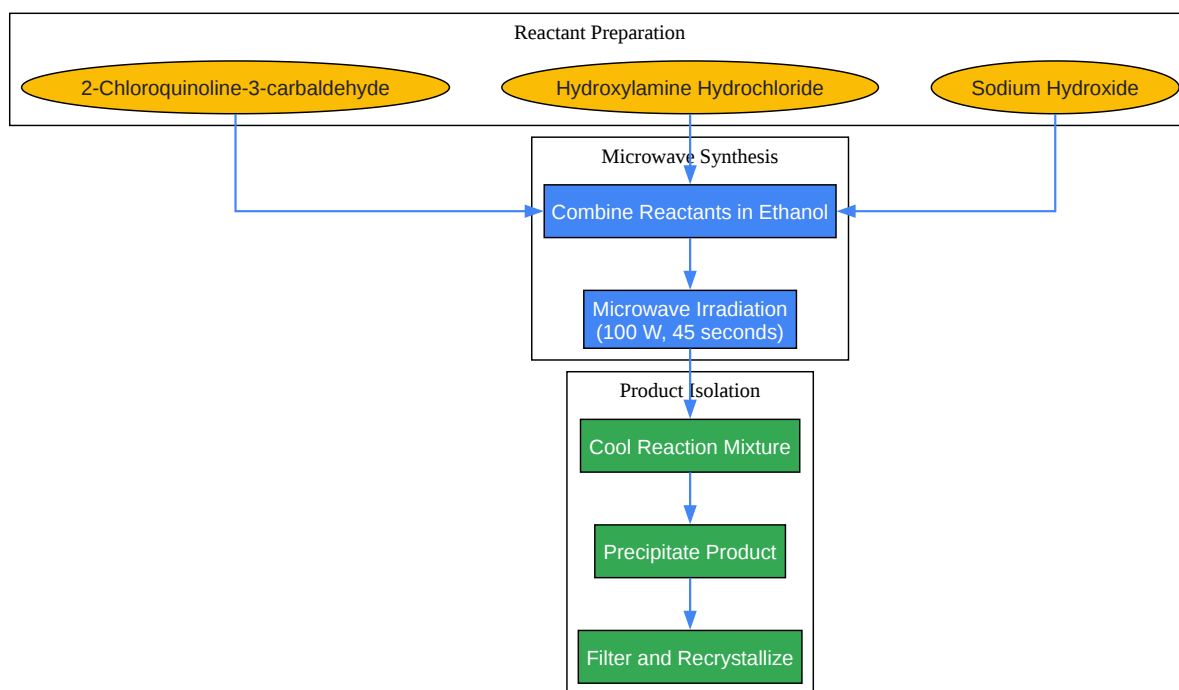 Reactant Preparation
2-Chloroquinoline-3-carbaldehyde
Hydroxylamine Hydrochloride
Sodium Hydroxide
Microwave Synthesis
Combine Reactants in Ethanol
Microwave Irradiation
(100 W, 45 seconds)
Product Isolation
Cool Reaction Mixture
Precipitate Product
Filter and Recrystallize